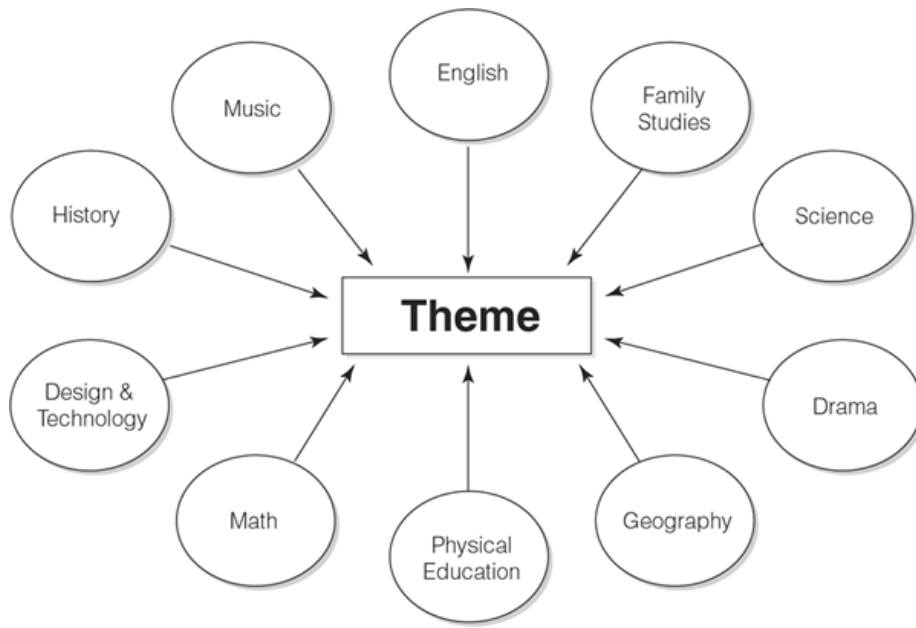 English
Music
Family
Studies
History
Science
Theme
Design &
Technology
Drama
Math
Geography
Physical
Education